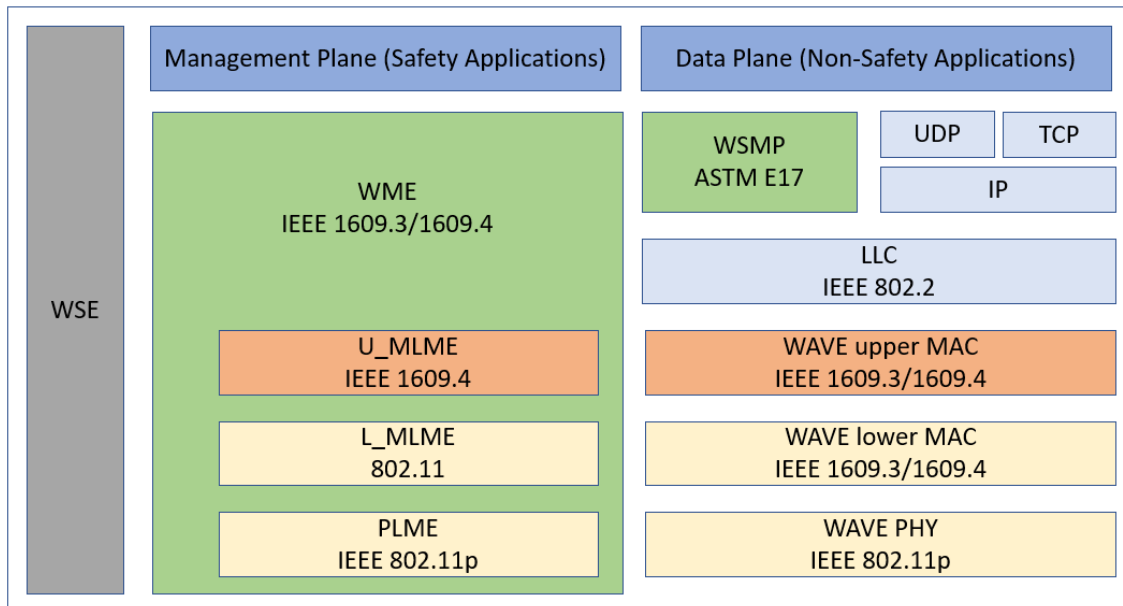 WSE
Management Plane (Safety Applications)
WME
IEEE 1609.3/1609.4
U_MLME
IEEE 1609.4
L_MLME
802.11
PLME
IEEE 802.11p
Data Plane (Non-Safety Applications)
WSMP
ASTM E17
UDP
TCP
IP
LLC
IEEE 802.2
WAVE upper MAC
IEEE 1609.3/1609.4
WAVE lower MAC
IEEE 1609.3/1609.4
WAVE PHY
IEEE 802.11p